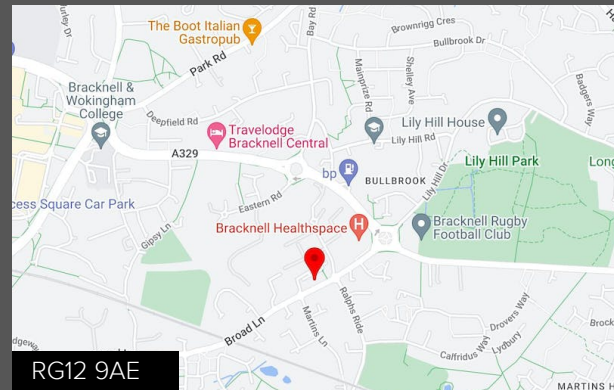 The Boot Italian
Gastropub
Bay Rd
Brownrigg Cres
Bullbrook Dr
Park Rd
Shelley Ave
Mainprize Rd
Badgers Way
Bracknell &
Wokingham
College
Deepfield Rd
Travelodge
Bracknell Central
Lily Hill House
Lily Hill Rd
A329
Lily Hill Park
Long
bp
BULLBROOK
Lily Hill Dr
Eastern Rd
cess Square Car Park
Gipsy Ln
Bracknell Healthspace
H
Bracknell Rugby
Football Club
Ralphs Ride
Martins Ln
Broad Ln
Drovers Way
Lydbury
Calfridus Way
RG12 9AE
MARTINS